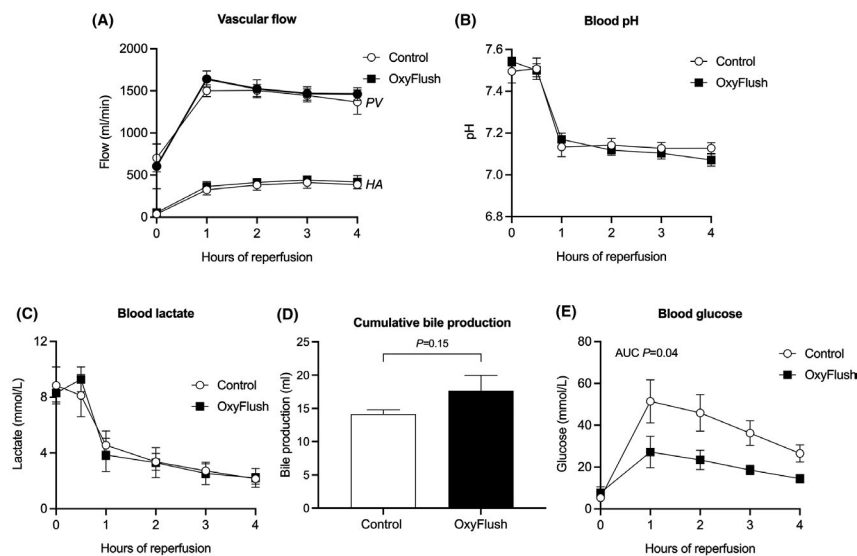 (A)
Vascular flow
Flow (ml/min)
2000
1500
1000
500
0
0 1 2 3 4
Hours of reperfusion
Control
OxyFlush
PV
HA
(B)
Blood pH
pH
7.6
7.4
7.2
7.0
6.8
0 1 2 3 4
Hours of reperfusion
Control
OxyFlush
(C)
Blood lactate
Lactate (mmol/L)
12
8
4
0
0 1 2 3 4
Hours of reperfusion
Control
OxyFlush
(D)
Cumulative bile production
P=0.15
Bile production (ml)
25
20
15
10
5
0
Control
OxyFlush
(E)
Blood glucose
AUC P=0.04
Glucose (mmol/L)
80
60
40
20
0
0 1 2 3 4
Hours of reperfusion
Control
OxyFlush